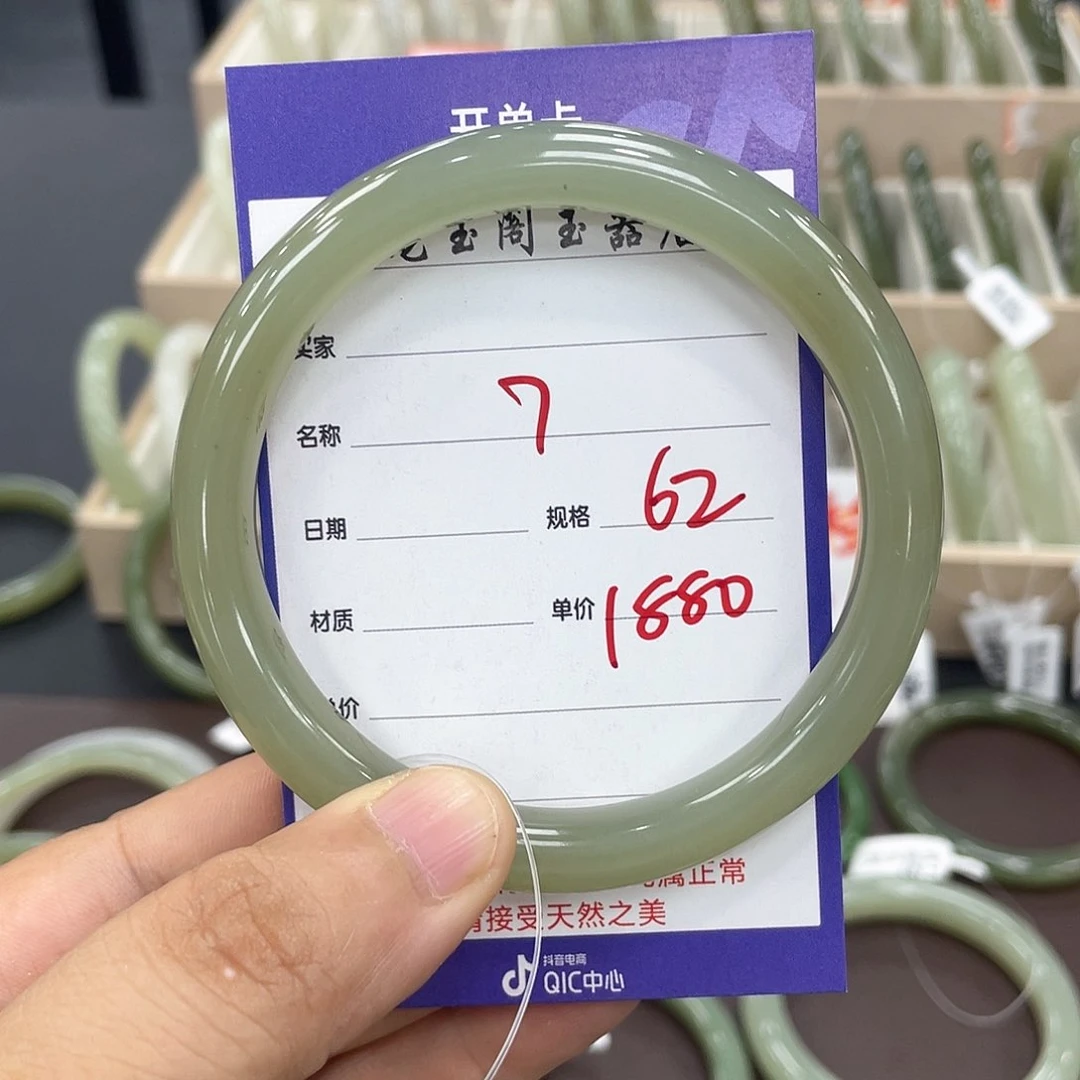 开单卡
玉阁玉器
卖家
名称 7
日期 规格 62
材质 单价 1880
总价
属正常
请接受天然之美
抖音电商
QIC中心